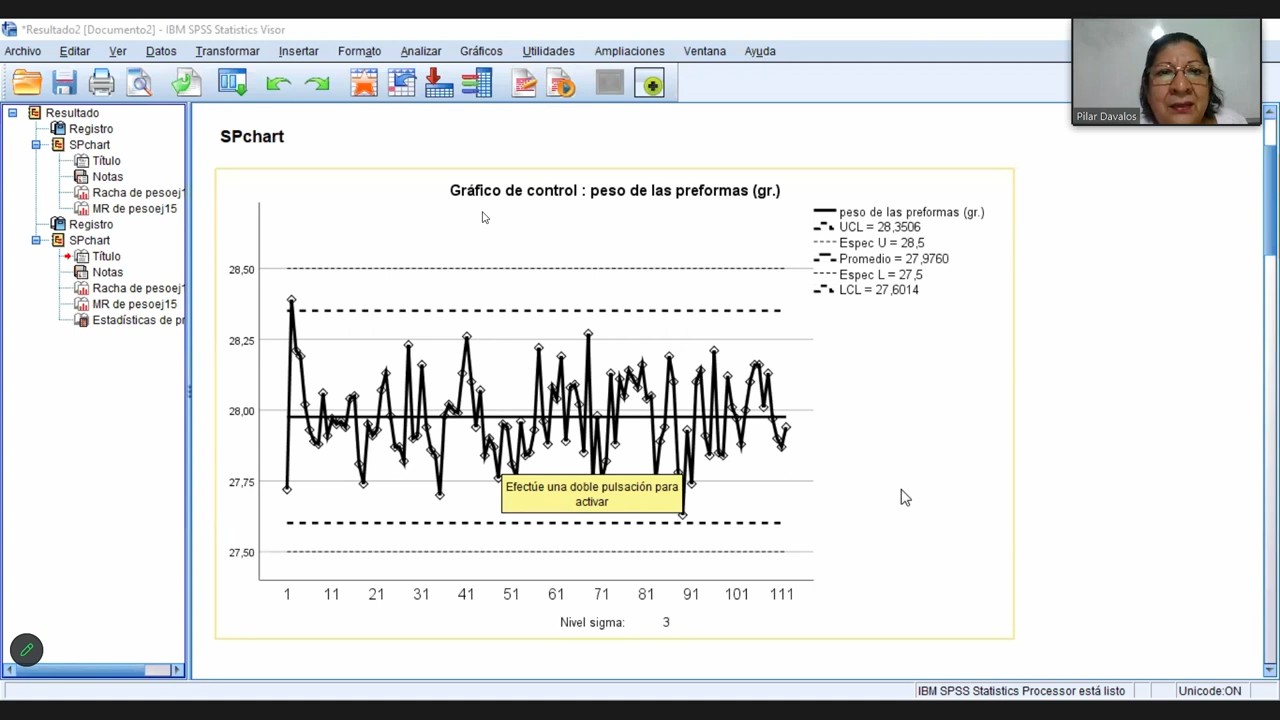 *Resultado2 [Documento2] - IBM SPSS Statistics Visor
Archivo Editar Ver Datos Transformar Insertar Formato Analizar Gráficos Utilidades Ampliaciones Ventana Ayuda
Pilar Davalos
Resultado
Registro
SPchart
Título
Notas
Racha de pesoej1
MR de pesoej15
Registro
SPchart
Título
Notas
Racha de pesoej1
MR de pesoej15
Estadísticas de pr
SPchart
Gráfico de control : peso de las preformas (gr.)
peso de las preformas (gr.)
UCL = 28,3506
Espec U = 28,5
Promedio = 27,9760
Espec L = 27,5
LCL = 27,6014
28,50
28,25
28,00
27,75
27,50
Efectúe una doble pulsación para
activar
1 11 21 31 41 51 61 71 81 91 101 111
Nivel sigma: 3
IBM SPSS Statistics Processor está listo
Unicode:ON